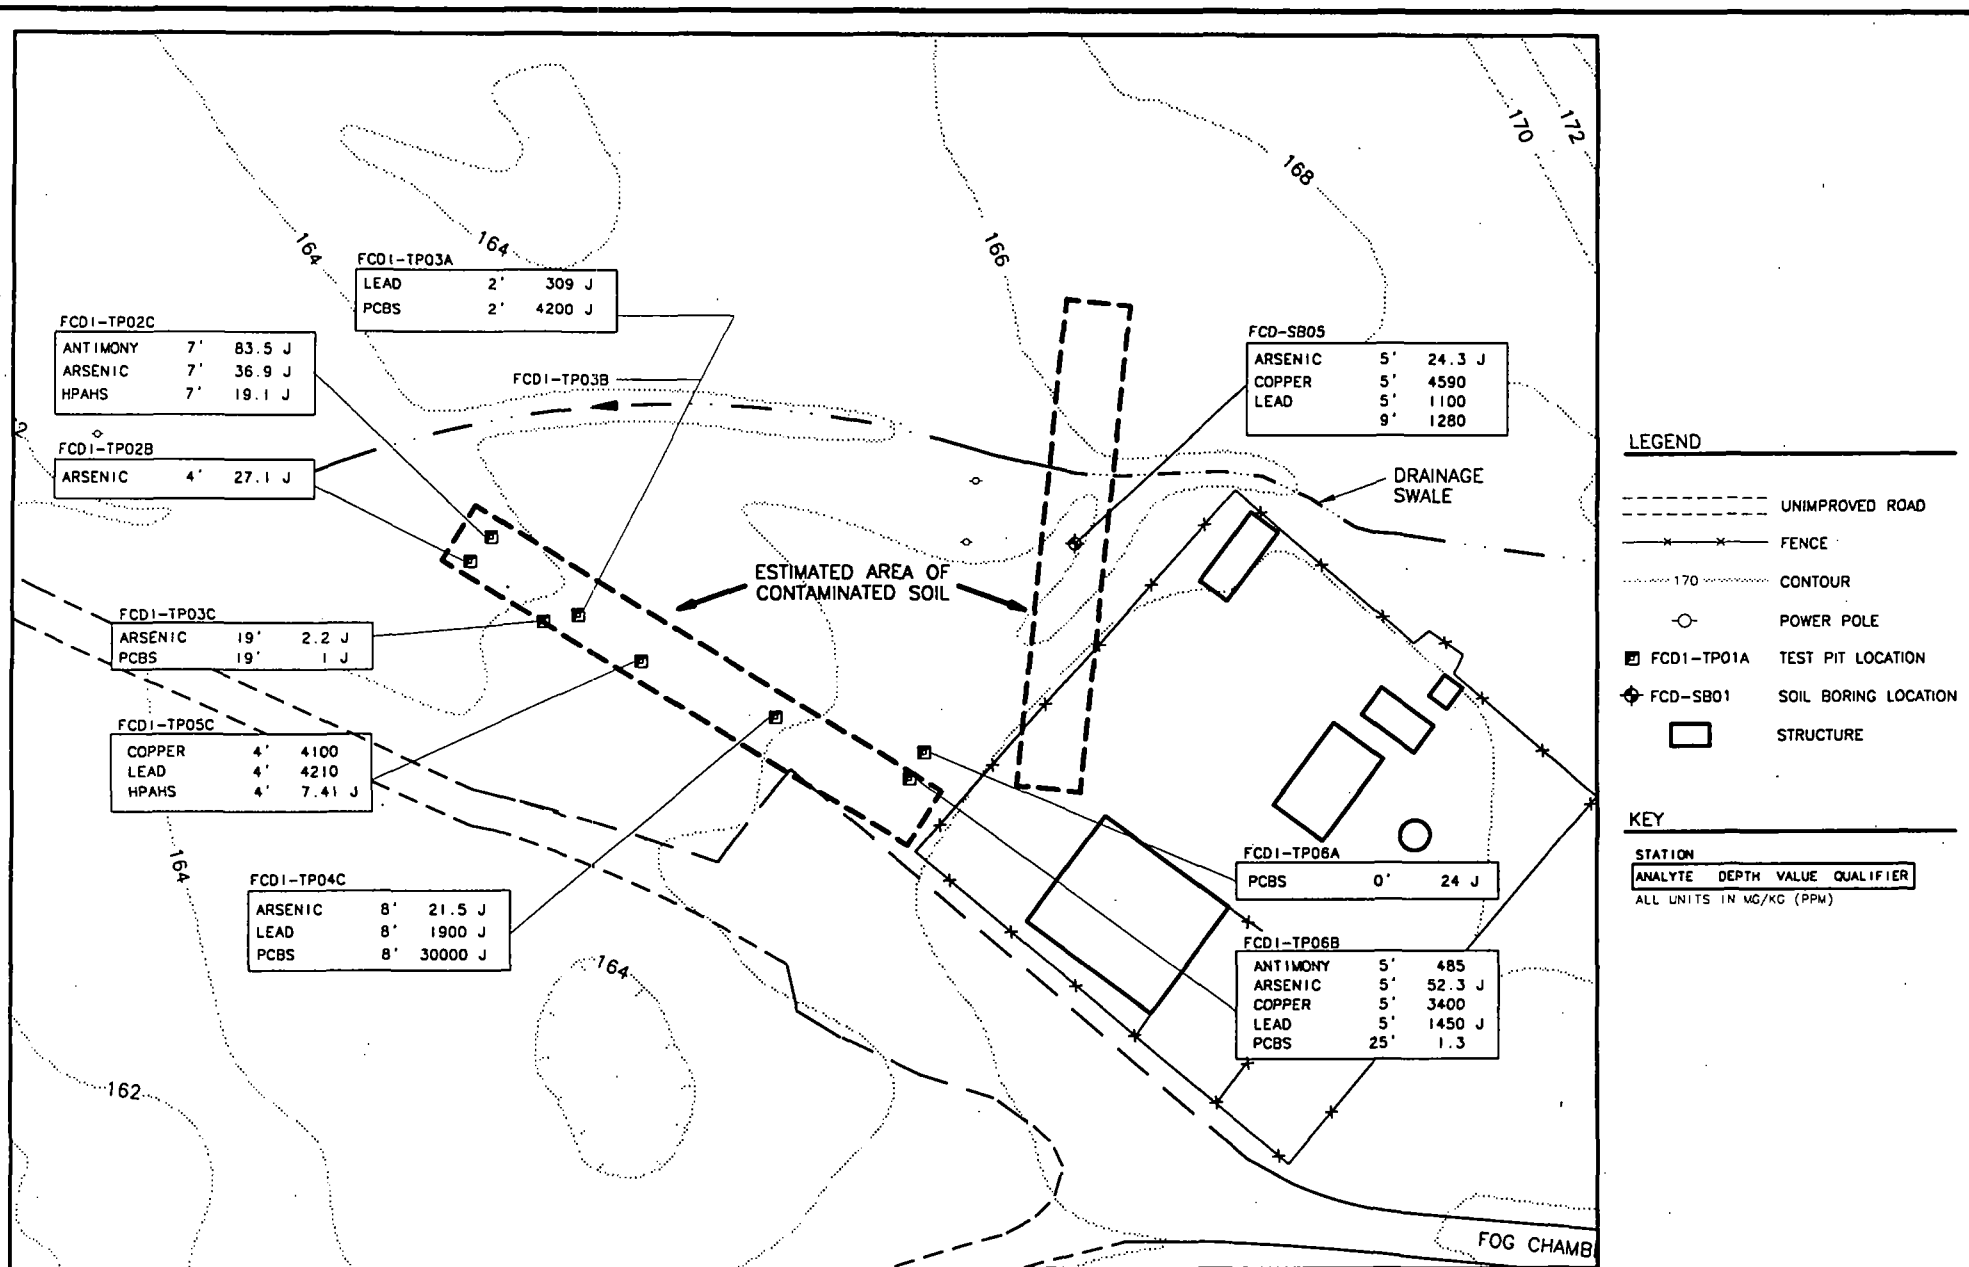 170
172
168
164
164
166
FCD1-TP03A
LEAD 2' 309 J
PCBS 2' 4200 J
FCD1-TP02C
ANTIMONY 7' 83.5 J
ARSENIC 7' 36.9 J
HPAHS 7' 19.1 J
FCD1-TP03B
FCD-SB05
ARSENIC 5' 24.3 J
COPPER 5' 4590
LEAD 5' 1100
9' 1280
2
FCD1-TP02B
ARSENIC 4' 27.1 J
DRAINAGE
SWALE
ESTIMATED AREA OF
CONTAMINATED SOIL
FCD1-TP03C
ARSENIC 19' 2.2 J
PCBS 19' 1 J
FCD1-TP05C
COPPER 4' 4100
LEAD 4' 4210
HPAHS 4' 7.41 J
164
FCD1-TP04C
ARSENIC 8' 21.5 J
LEAD 8' 1900 J
PCBS 8' 30000 J
FCD1-TP06A
PCBS 0' 24 J
FCD1-TP06B
ANTIMONY 5' 485
ARSENIC 5' 52.3 J
COPPER 5' 3400
LEAD 5' 1450 J
PCBS 25' 1.3
164
162
FOG CHAMB
LEGEND
UNIMPROVED ROAD
FENCE
170 CONTOUR
POWER POLE
FCD1-TP01A TEST PIT LOCATION
FCD-SB01 SOIL BORING LOCATION
STRUCTURE
KEY
STATION
ANALYTE DEPTH VALUE QUALIFIER
ALL UNITS IN MG/KG (PPM)